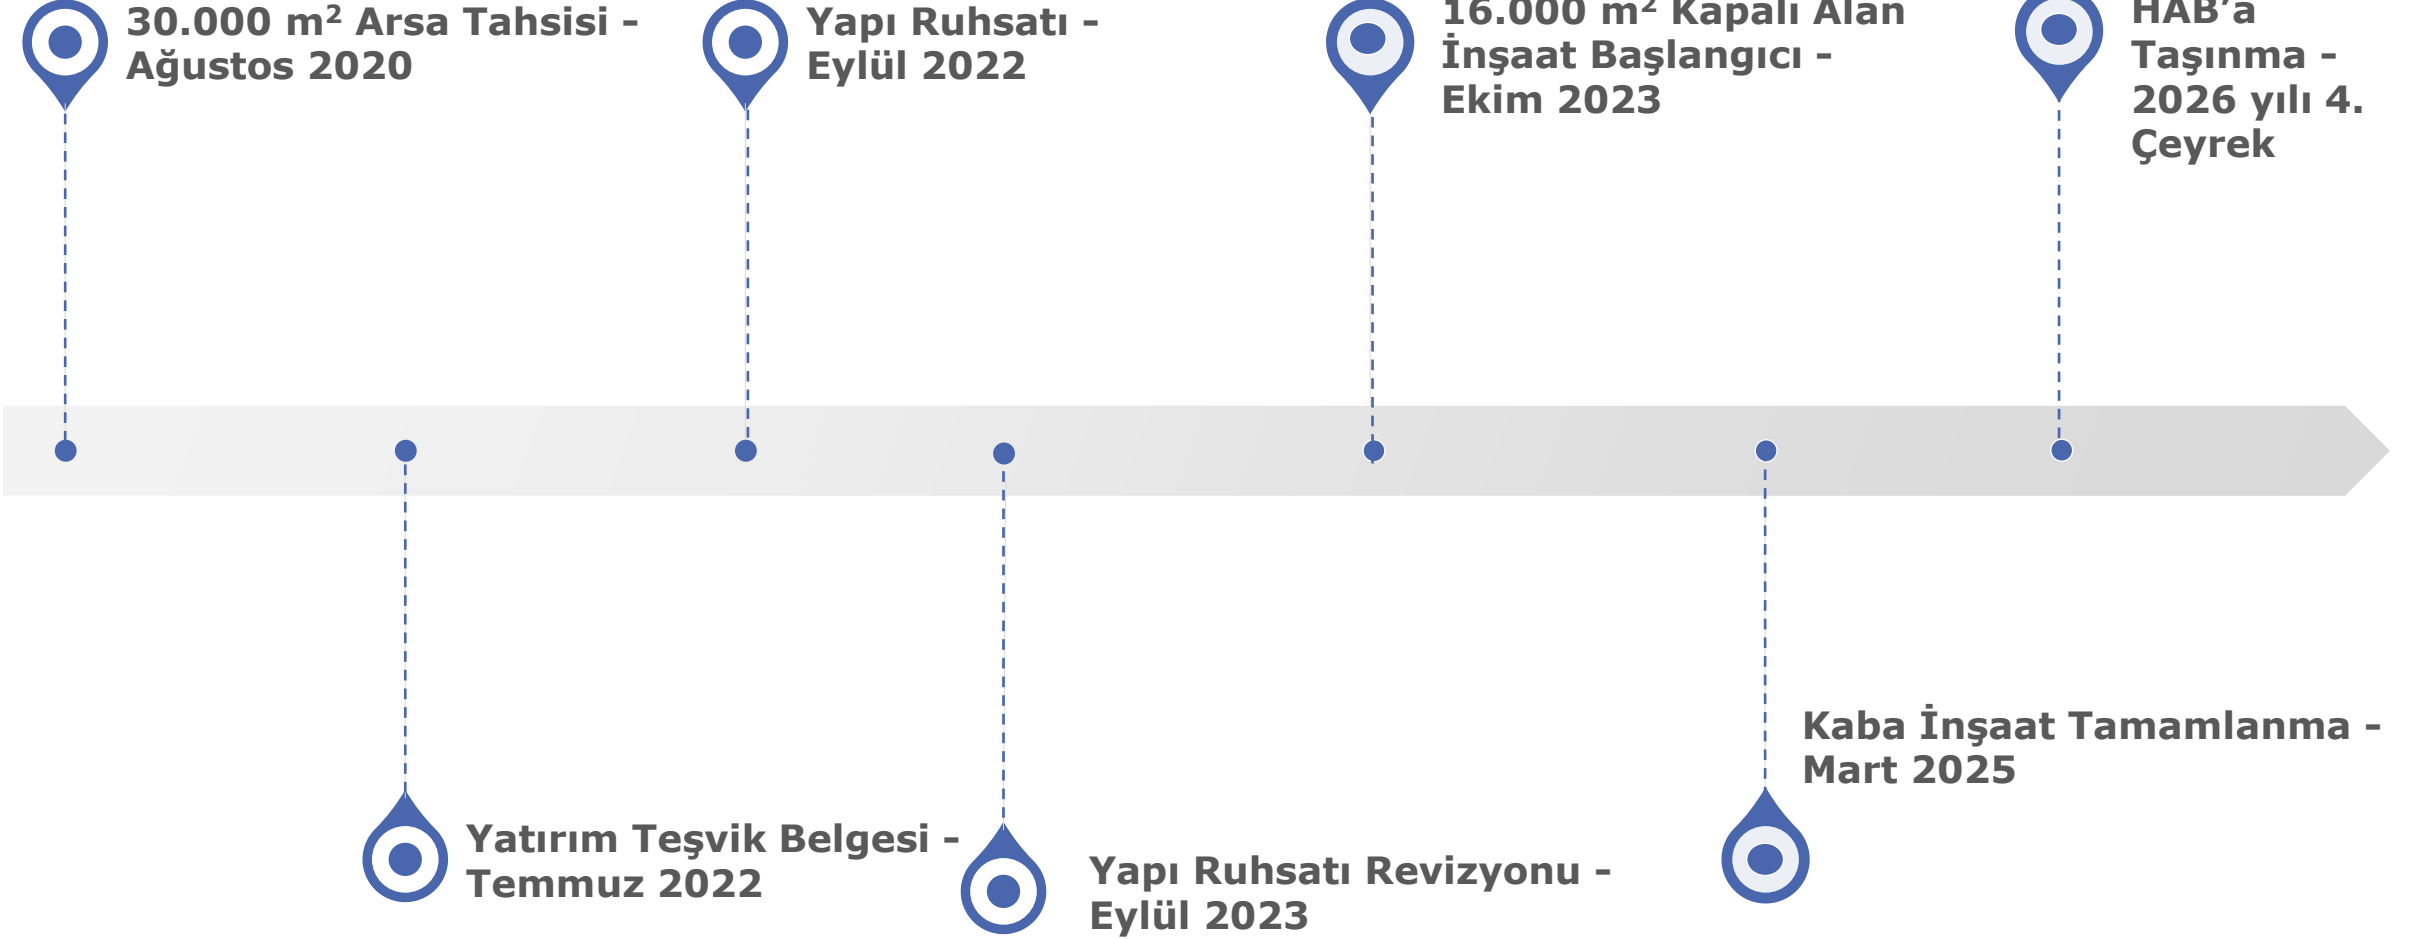 30.000 m² Arsa Tahsisi –
Ağustos 2020
Yatırım Teşvik Belgesi –
Temmuz 2022
Yapı Ruhsatı –
Eylül 2022
Yapı Ruhsatı Revizyonu –
Eylül 2023
16.000 m² Kapalı Alan
İnşaat Başlangıcı –
Ekim 2023
Kaba İnşaat Tamamlanma –
Mart 2025
HAB’a
Taşınma –
2026 yılı 4.
Çeyrek